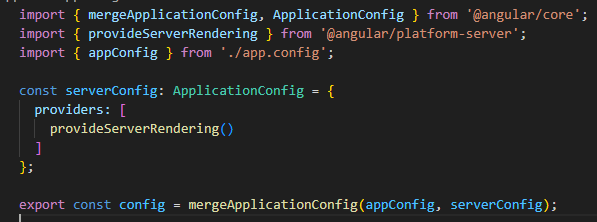 import { mergeApplicationConfig, ApplicationConfig } from '@angular/core';
import { provideServerRendering } from '@angular/platform-server';
import { appConfig } from './app.config';

const serverConfig: ApplicationConfig = {
  providers: [
    provideServerRendering()
  ]
};

export const config = mergeApplicationConfig(appConfig, serverConfig);